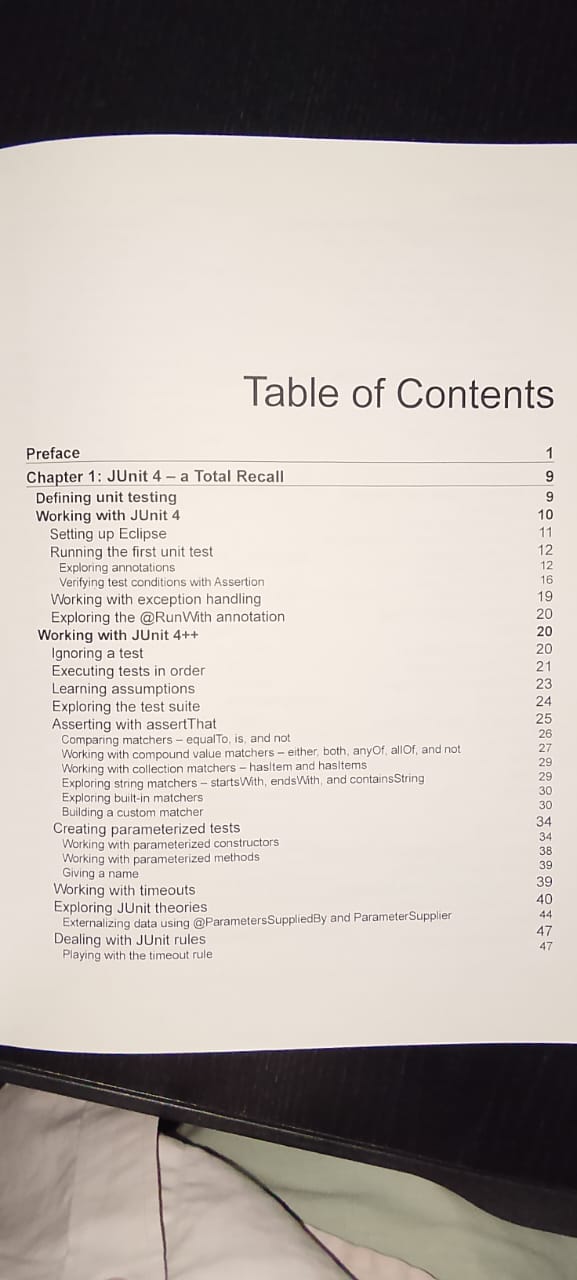 Table of Contents
Preface 1
Chapter 1: JUnit 4 – a Total Recall 9
Defining unit testing 9
Working with JUnit 4 10
Setting up Eclipse 11
Running the first unit test 12
Exploring annotations 12
Verifying test conditions with Assertion 16
Working with exception handling 19
Exploring the @RunWith annotation 20
Working with JUnit 4++ 20
Ignoring a test 20
Executing tests in order 21
Learning assumptions 23
Exploring the test suite 24
Asserting with assertThat 25
Comparing matchers – equalTo, is, and not 26
Working with compound value matchers – either, both, anyOf, allOf, and not 27
Working with collection matchers – hasItem and hasItems 29
Exploring string matchers – startsWith, endsWith, and containsString 29
Exploring built-in matchers 30
Building a custom matcher 30
Creating parameterized tests 34
Working with parameterized constructors 34
Working with parameterized methods 38
Giving a name 39
Working with timeouts 39
Exploring JUnit theories 40
Externalizing data using @ParametersSuppliedBy and ParameterSupplier 44
Dealing with JUnit rules 47
Playing with the timeout rule 47